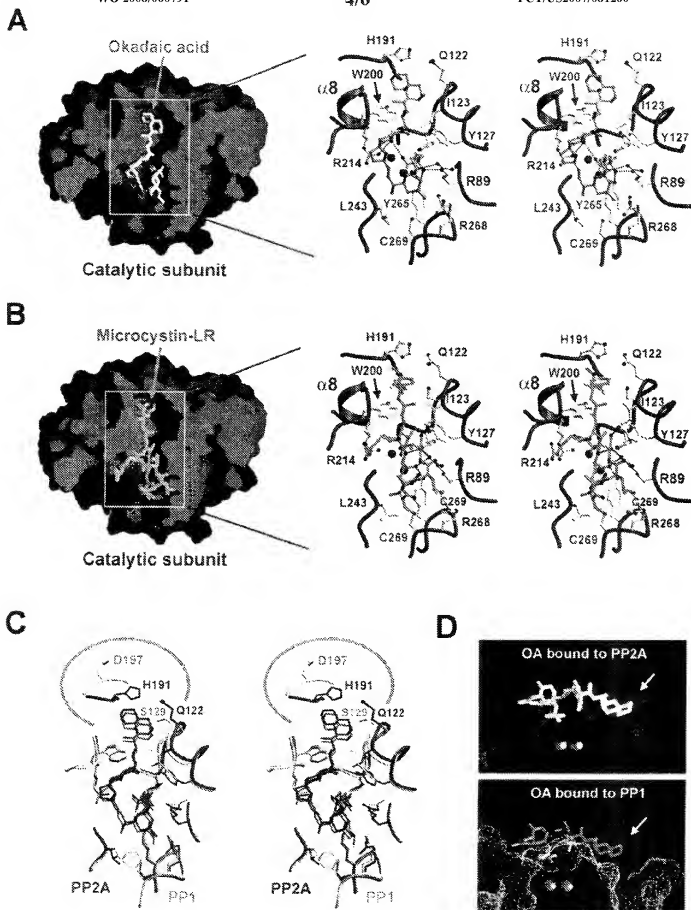 4/6
A
Okadaic acid
Catalytic subunit
H191
Q122
W200
α8
I123
Y127
R214
R89
L243
Y265
R268
C269
H191
Q122
W200
α8
I123
Y127
R214
R89
L243
Y265
R268
C269
B
Microcystin-LR
Catalytic subunit
H191
Q122
W200
α8
I123
Y127
R214
R89
L243
C269
R268
C269
H191
Q122
W200
α8
I123
Y127
R214
R89
L243
C269
R268
C269
C
D197
H191
S129
Q122
PP2A
PP1
D197
H191
S129
Q122
PP2A
PP1
D
OA bound to PP2A
OA bound to PP1